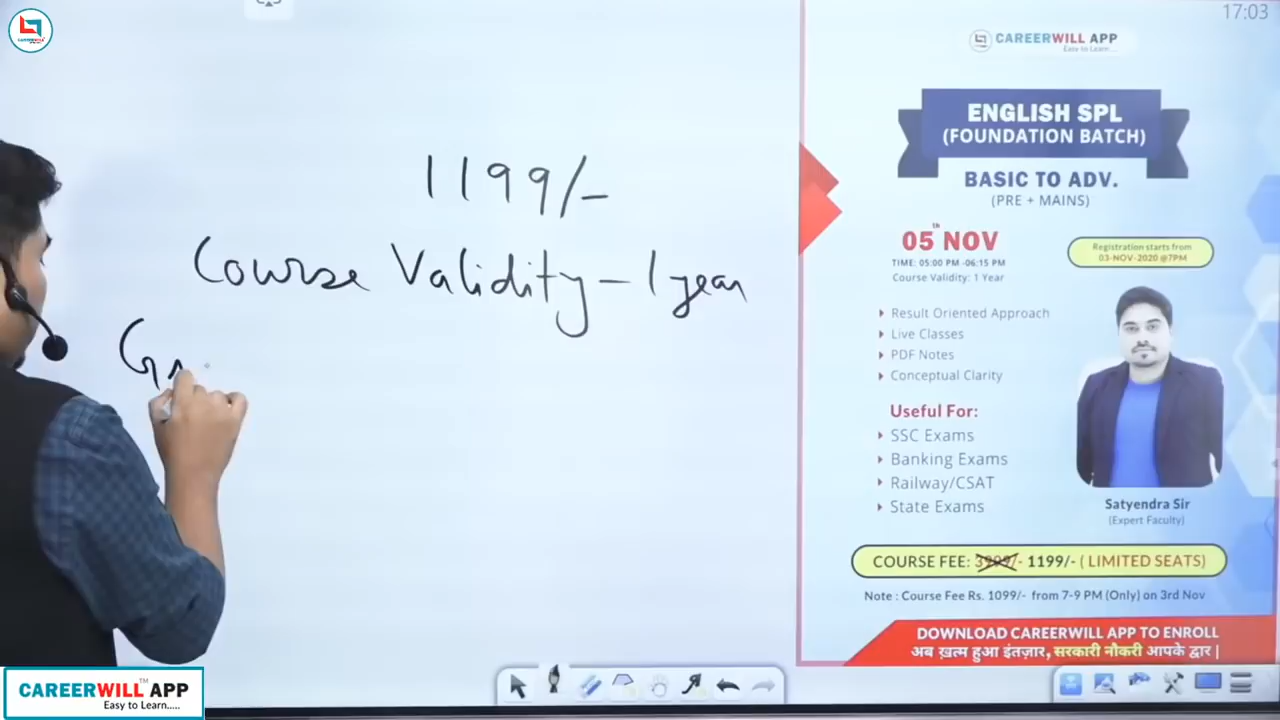 17:03
CAREERWILL APP
Easy to Learn....
ENGLISH SPL
(FOUNDATION BATCH)
BASIC TO ADV.
(PRE + MAINS)
05th NOV
TIME: 05:00 PM -06:15 PM
Course Validity: 1 Year
Registration starts from
03-NOV-2020 @7PM
Result Oriented Approach
Live Classes
PDF Notes
Conceptual Clarity
Useful For:
SSC Exams
Banking Exams
Railway/CSAT
State Exams
Satyendra Sir
(Expert Faculty)
COURSE FEE: 3999/- 1199/- ( LIMITED SEATS)
Note : Course Fee Rs. 1099/- from 7-9 PM (Only) on 3rd Nov
DOWNLOAD CAREERWILL APP TO ENROLL
अब ख़त्म हुआ इंतज़ार, सरकारी नौकरी आपके द्वार |
1199/-
Course Validity - 1 year
CAREERWILL APP™
Easy to Learn.....